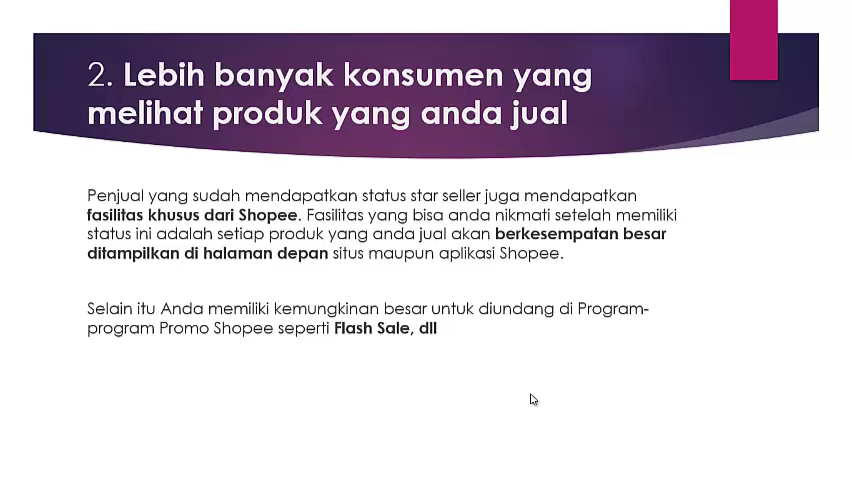 2. Lebih banyak konsumen yang
melihat produk yang anda jual
Penjual yang sudah mendapatkan status star seller juga mendapatkan
fasilitas khusus dari Shopee. Fasilitas yang bisa anda nikmati setelah memiliki
status ini adalah setiap produk yang anda jual akan berkesempatan besar
ditampilkan di halaman depan situs maupun aplikasi Shopee.
Selain itu Anda memiliki kemungkinan besar untuk diundang di Program-
program Promo Shopee seperti Flash Sale, dll